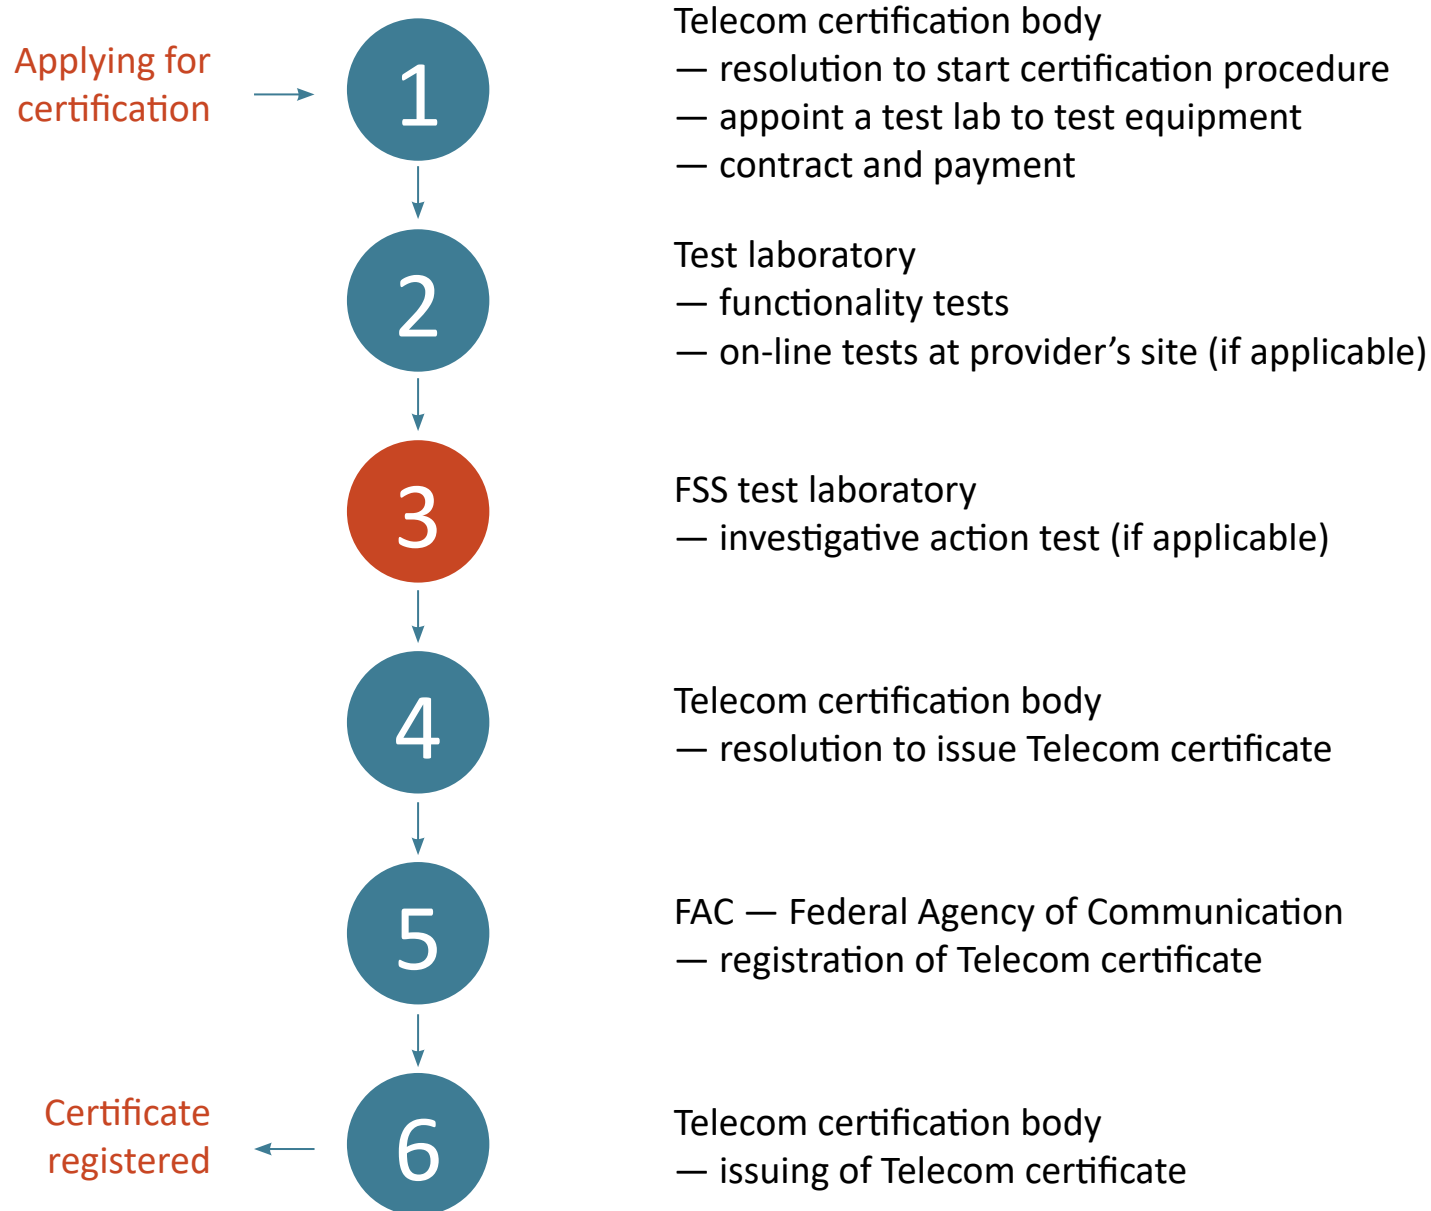 Applying for
certification
1
Telecom certification body
— resolution to start certification procedure
— appoint a test lab to test equipment
— contract and payment
2
Test laboratory
— functionality tests
— on-line tests at provider’s site (if applicable)
3
FSS test laboratory
— investigative action test (if applicable)
4
Telecom certification body
— resolution to issue Telecom certificate
5
FAC — Federal Agency of Communication
— registration of Telecom certificate
Certificate
registered
6
Telecom certification body
— issuing of Telecom certificate